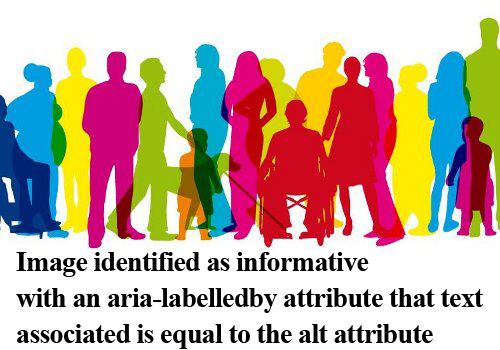 Image identified as informative
with an aria-labelledby attribute that text
associated is equal to the alt attribute